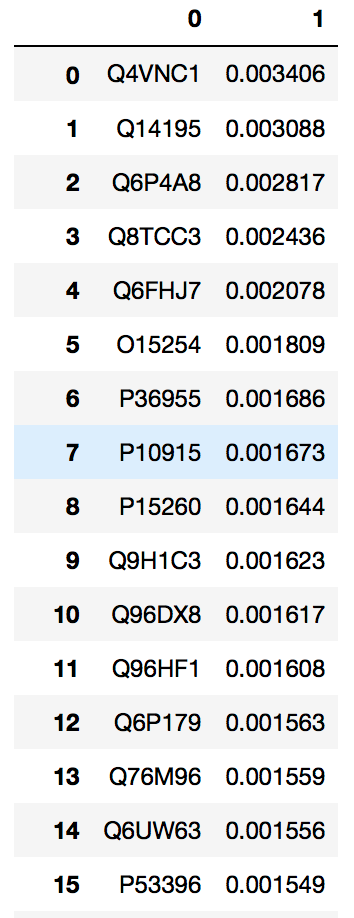 0 1
0 Q4VNC1 0.003406
1 Q14195 0.003088
2 Q6P4A8 0.002817
3 Q8TCC3 0.002436
4 Q6FHJ7 0.002078
5 O15254 0.001809
6 P36955 0.001686
7 P10915 0.001673
8 P15260 0.001644
9 Q9H1C3 0.001623
10 Q96DX8 0.001617
11 Q96HF1 0.001608
12 Q6P179 0.001563
13 Q76M96 0.001559
14 Q6UW63 0.001556
15 P53396 0.001549